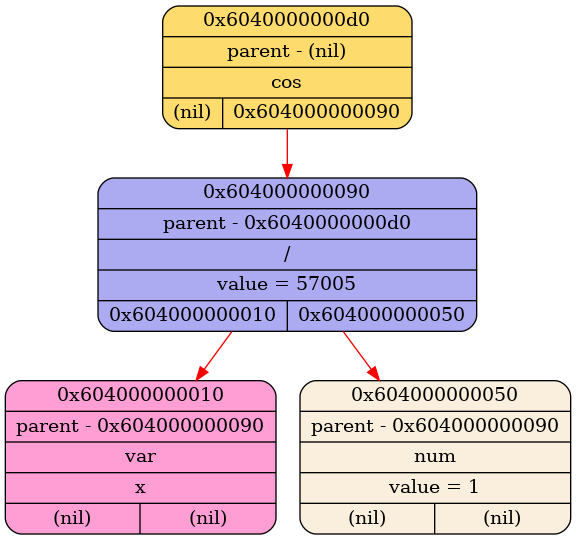 0x6040000000d0
parent - (nil)
cos
(nil) 0x604000000090
0x604000000090
parent - 0x6040000000d0
/
value = 57005
0x604000000010 0x604000000050
0x604000000010
parent - 0x604000000090
var
x
(nil) (nil)
0x604000000050
parent - 0x604000000090
num
value = 1
(nil) (nil)